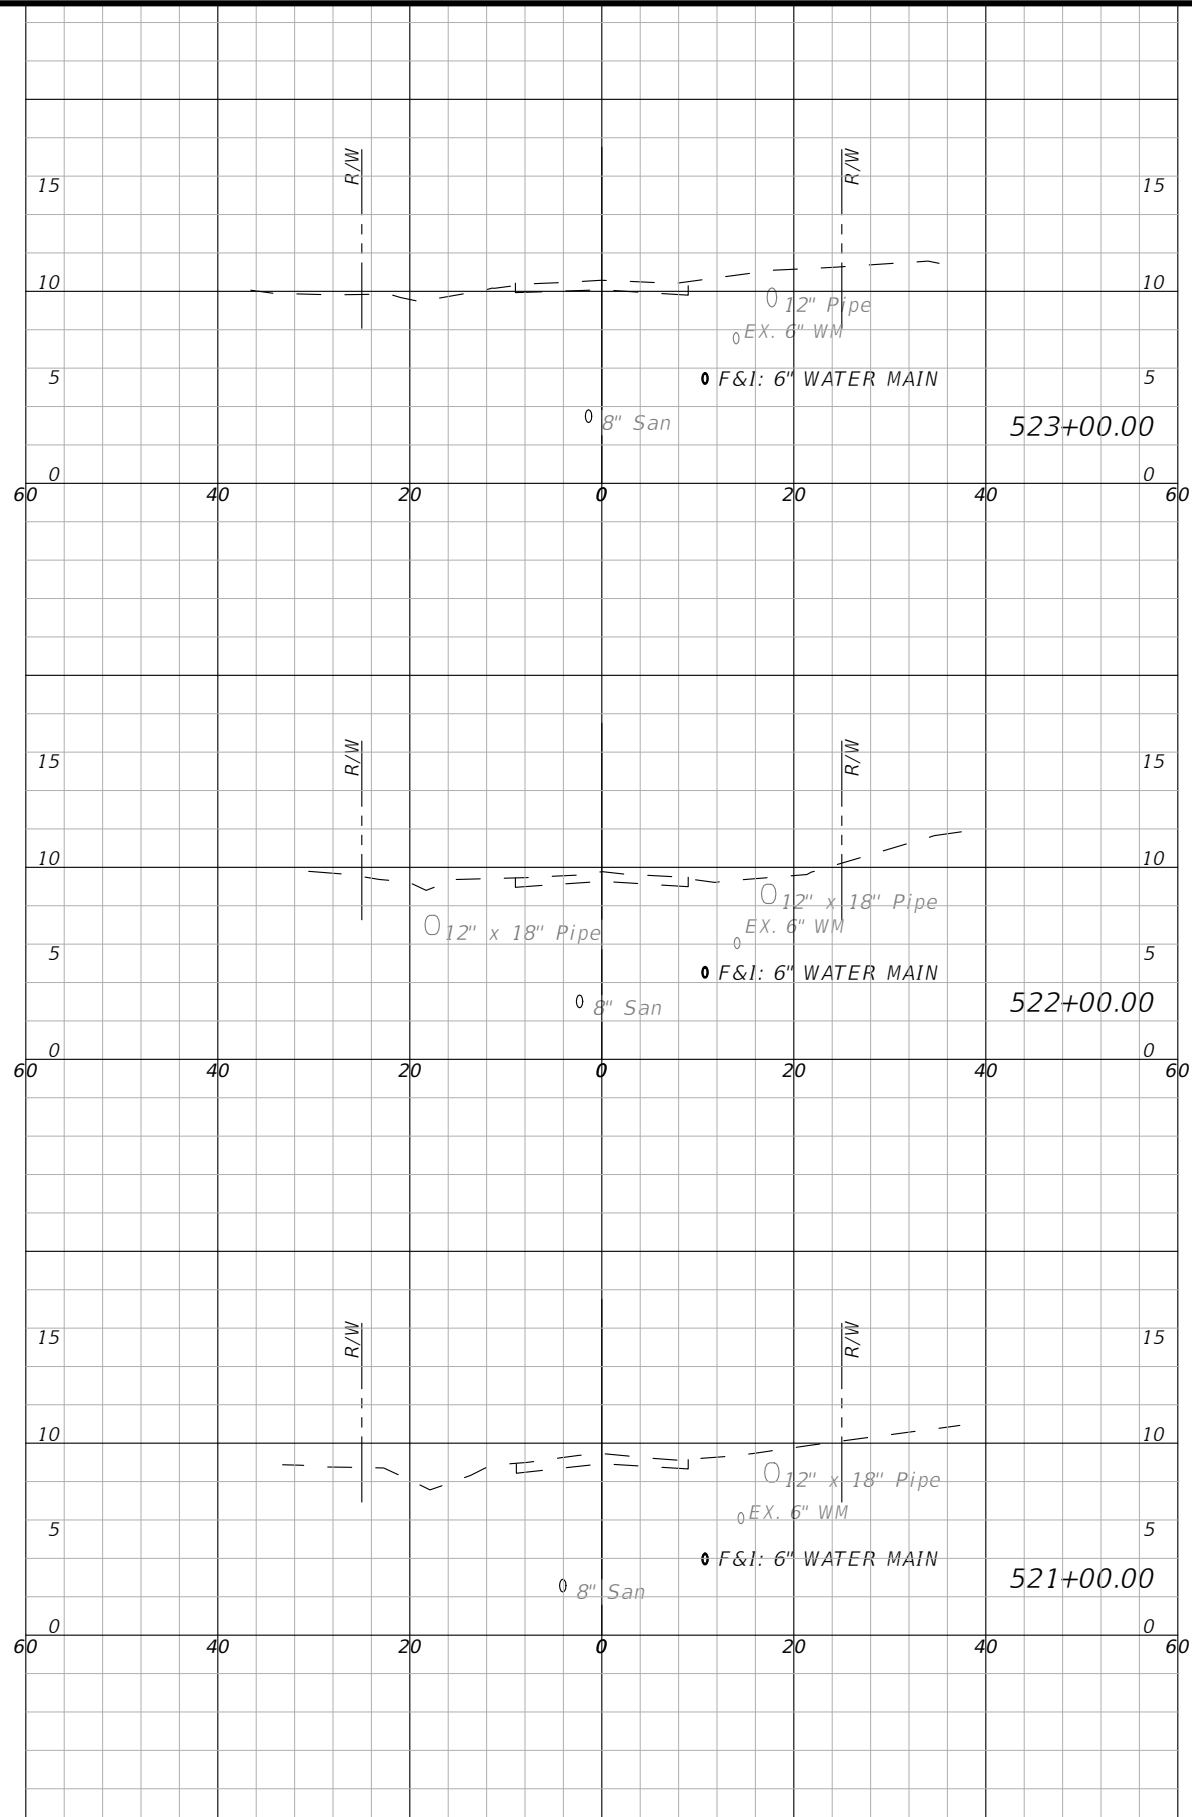 R/W R/W
15 15
10 10
12" Pipe
EX. 6" WM
5 F&I: 6" WATER MAIN 5
8" San 523+00.00
0 0
60 40 20 0 20 40 60
R/W R/W
15 15
10 10
12" x 18" Pipe
12" x 18" Pipe EX. 6" WM
5 5
F&I: 6" WATER MAIN
8" San 522+00.00
0 0
60 40 20 0 20 40 60
R/W R/W
15 15
10 10
12" x 18" Pipe
EX. 6" WM
5 5
F&I: 6" WATER MAIN
8" San 521+00.00
0 0
60 40 20 0 20 40 60